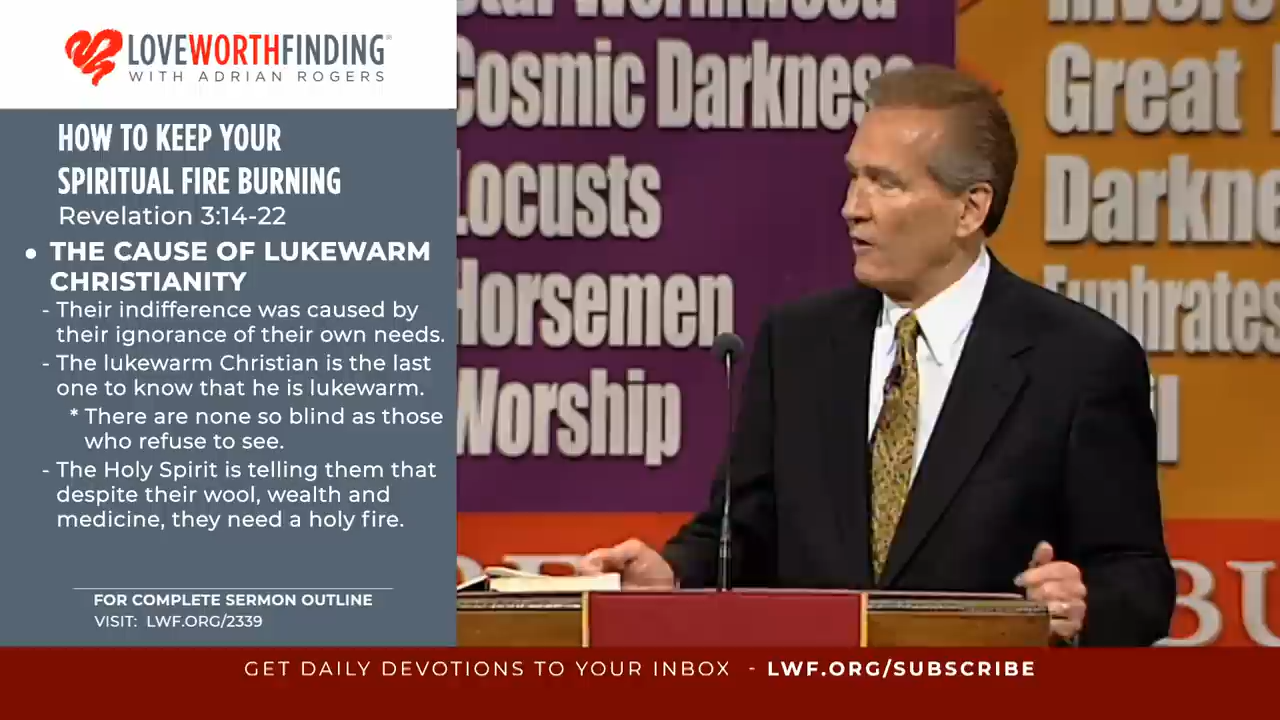 LOVEWORTHFINDING®
WITH ADRIAN ROGERS
HOW TO KEEP YOUR
SPIRITUAL FIRE BURNING
Revelation 3:14-22
• THE CAUSE OF LUKEWARM
CHRISTIANITY
- Their indifference was caused by
their ignorance of their own needs.
- The lukewarm Christian is the last
one to know that he is lukewarm.
* There are none so blind as those
who refuse to see.
- The Holy Spirit is telling them that
despite their wool, wealth and
medicine, they need a holy fire.
FOR COMPLETE SERMON OUTLINE
VISIT: LWF.ORG/2339
Wormwood
Cosmic Darkness
Locusts
Horsemen
Worship
Great
Darkne
Euphrates
BU
GET DAILY DEVOTIONS TO YOUR INBOX - LWF.ORG/SUBSCRIBE